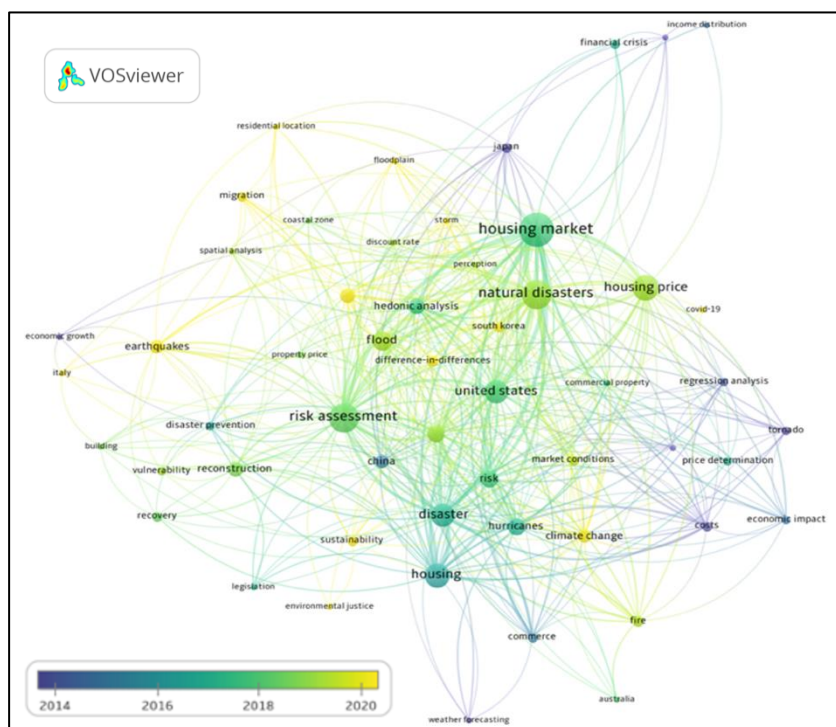 income distribution
financial crisis
VOSviewer
residential location
japan
floodplain
migration
coastal zone
storm
housing market
discount rate
spatial analysis
perception
natural disasters
housing price
hedonic analysis
covid-19
south korea
economic growth
flood
earthquakes
property price
difference-in-differences
italy
commercial property
regression analysis
united states
risk assessment
disaster prevention
tornado
building
china
market conditions
price determination
vulnerability
reconstruction
risk
recovery
disaster
economic impact
hurricanes
costs
climate change
sustainability
housing
legislation
environmental justice
fire
commerce
australia
weather forecasting
2014 2016 2018 2020